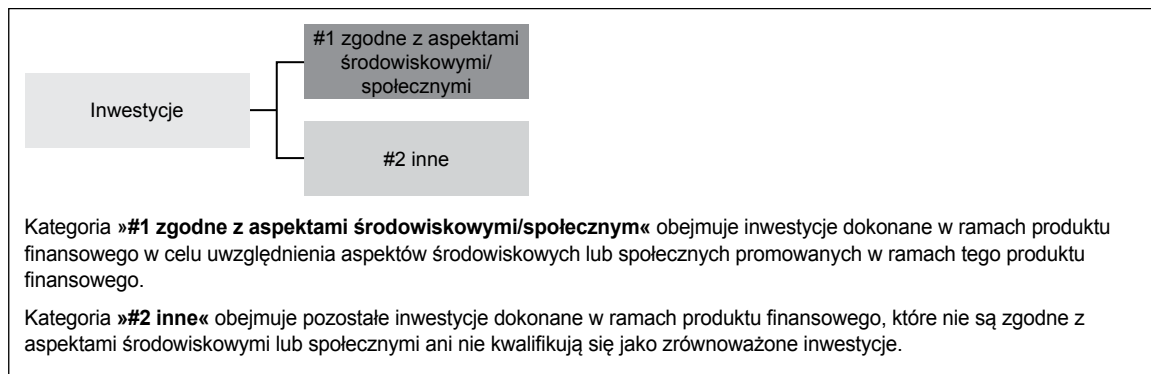 #1 zgodne z aspektami
środowiskowymi/
społecznymi
Inwestycje
#2 inne
Kategoria »#1 zgodne z aspektami środowiskowymi/społecznym« obejmuje inwestycje dokonane w ramach produktu
finansowego w celu uwzględnienia aspektów środowiskowych lub społecznych promowanych w ramach tego produktu
finansowego.
Kategoria »#2 inne« obejmuje pozostałe inwestycje dokonane w ramach produktu finansowego, które nie są zgodne z
aspektami środowiskowymi lub społecznymi ani nie kwalifikują się jako zrównoważone inwestycje.